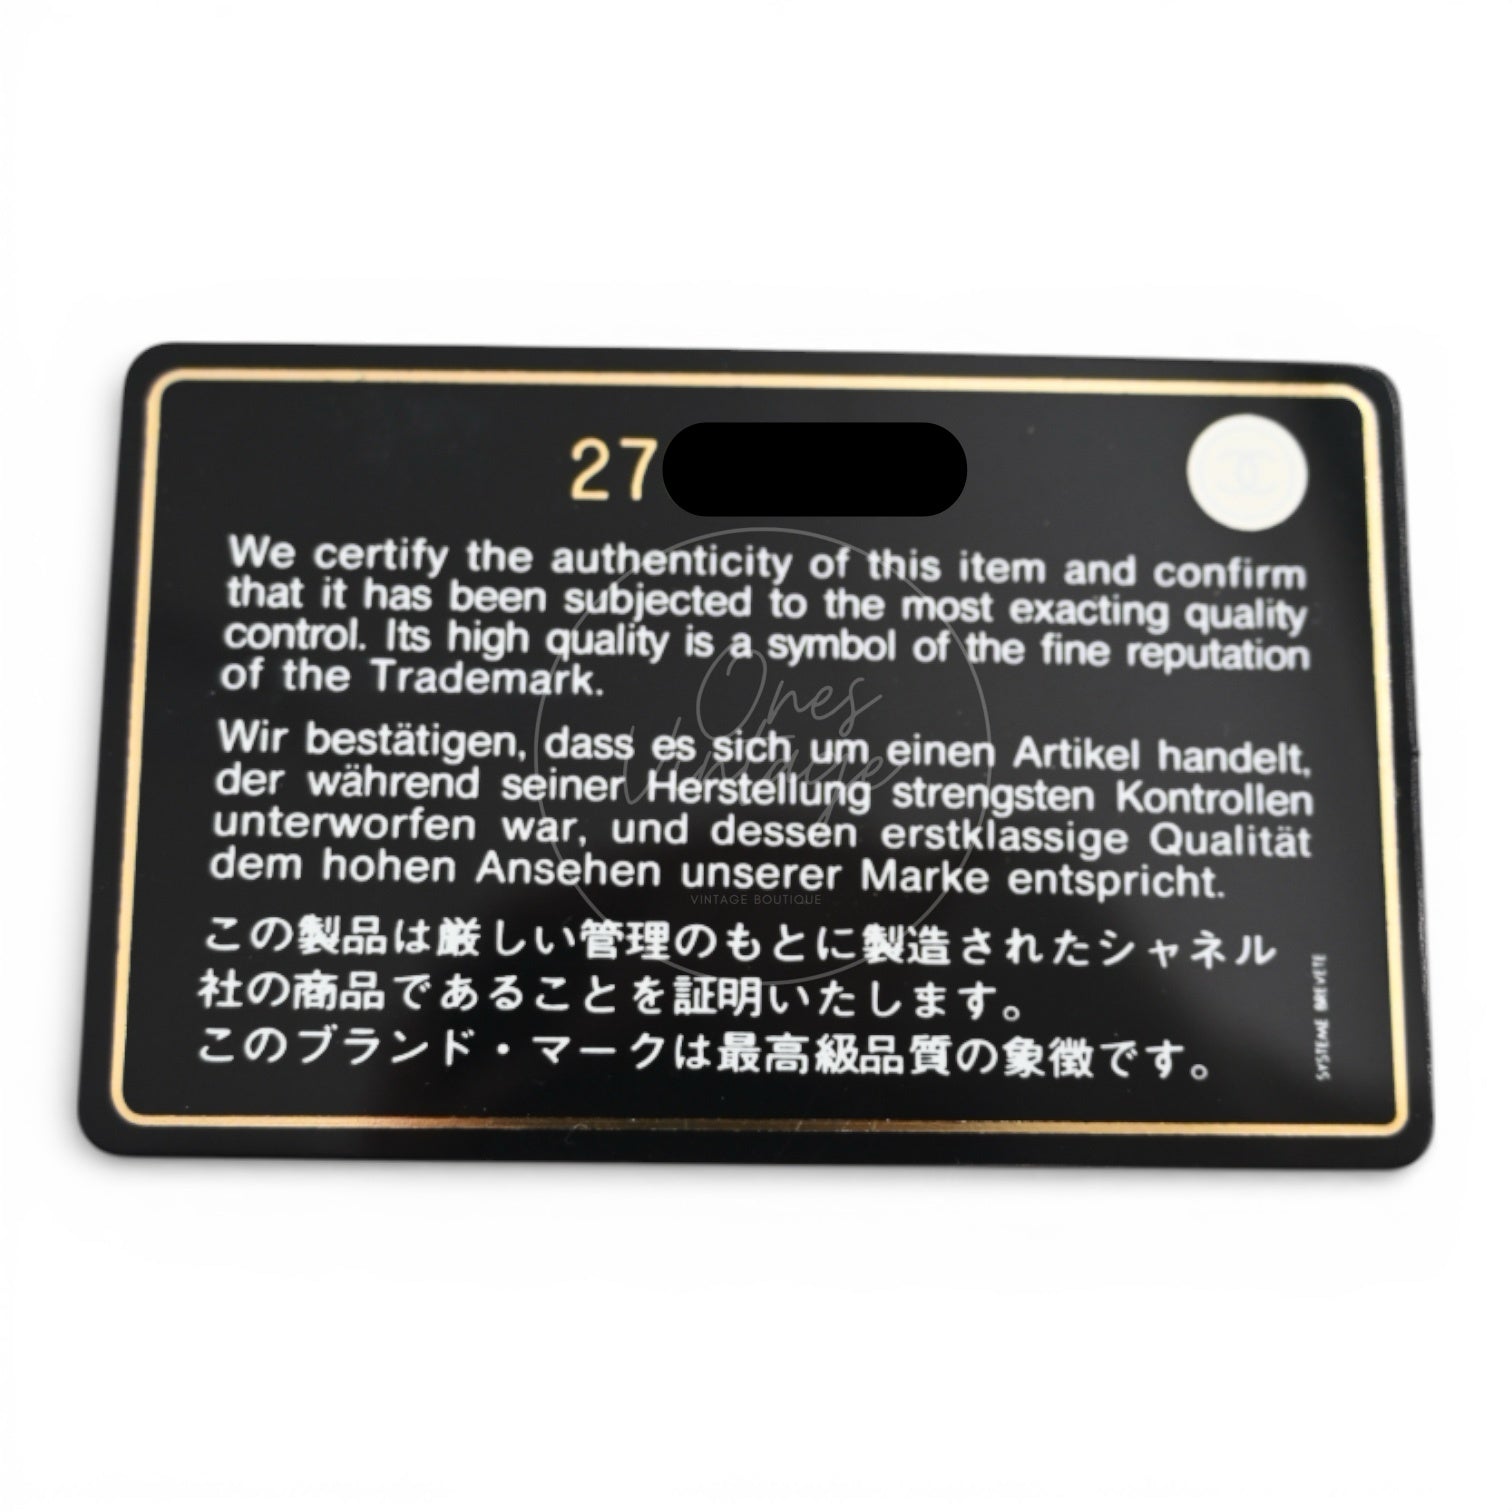 27
We certify the authenticity of this item and confirm
that it has been subjected to the most exacting quality
control. Its high quality is a symbol of the fine reputation
of the Trademark.
Wir bestätigen, dass es sich um einen Artikel handelt,
der während seiner Herstellung strengsten Kontrollen
unterworfen war, und dessen erstklassige Qualität
dem hohen Ansehen unserer Marke entspricht.
この製品は厳しい管理のもとに製造されたシャネル
社の商品であることを証明いたします。
このブランド・マークは最高級品質の象徴です。
SYSTEME BREVETE
Ones
Vintage
VINTAGE BOUTIQUE